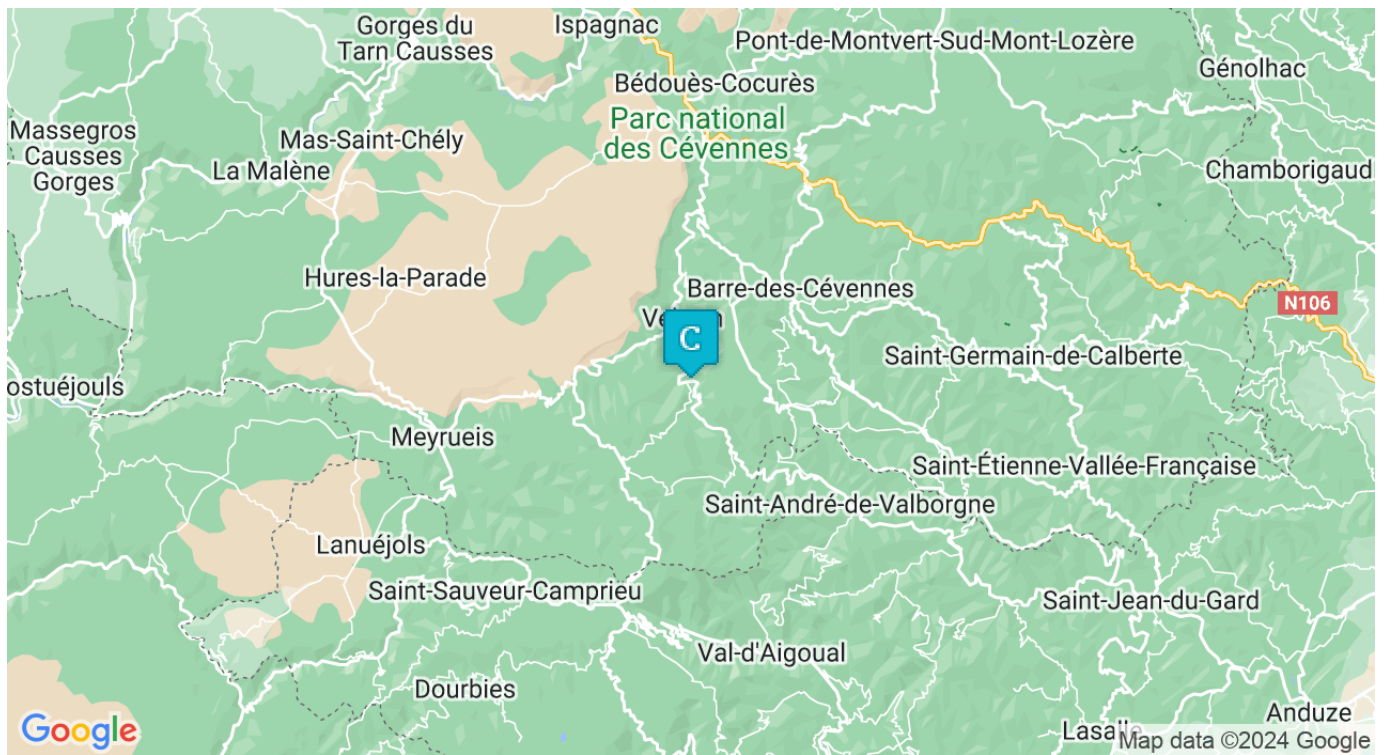 Gorges du
Tarn Causses
Ispagnac
Pont-de-Montvert-Sud-Mont-Lozère
Génolhac
Bédouès-Cocurès
Parc national
des Cévennes
Massegros
Causses
Gorges
Mas-Saint-Chély
La Malène
Chamborigaud
Hures-la-Parade
Barre-des-Cévennes
N106
C
Saint-Germain-de-Calberte
ostuéjouls
Meyrueis
Saint-Étienne-Vallée-Française
Saint-André-de-Valborgne
Lanuéjols
Saint-Sauveur-Camprieu
Saint-Jean-du-Gard
Val-d'Aigoual
Dourbies
Anduze
Google
Map data ©2024 Google